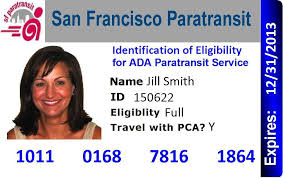 sf paratransit
San Francisco Paratransit
Identification of Eligibility
for ADA Paratransit Service
Name Jill Smith
ID 150622
Eligiblity Full
Travel with PCA? Y
1011 0168 7816 1864
Expires: 12/31/2013